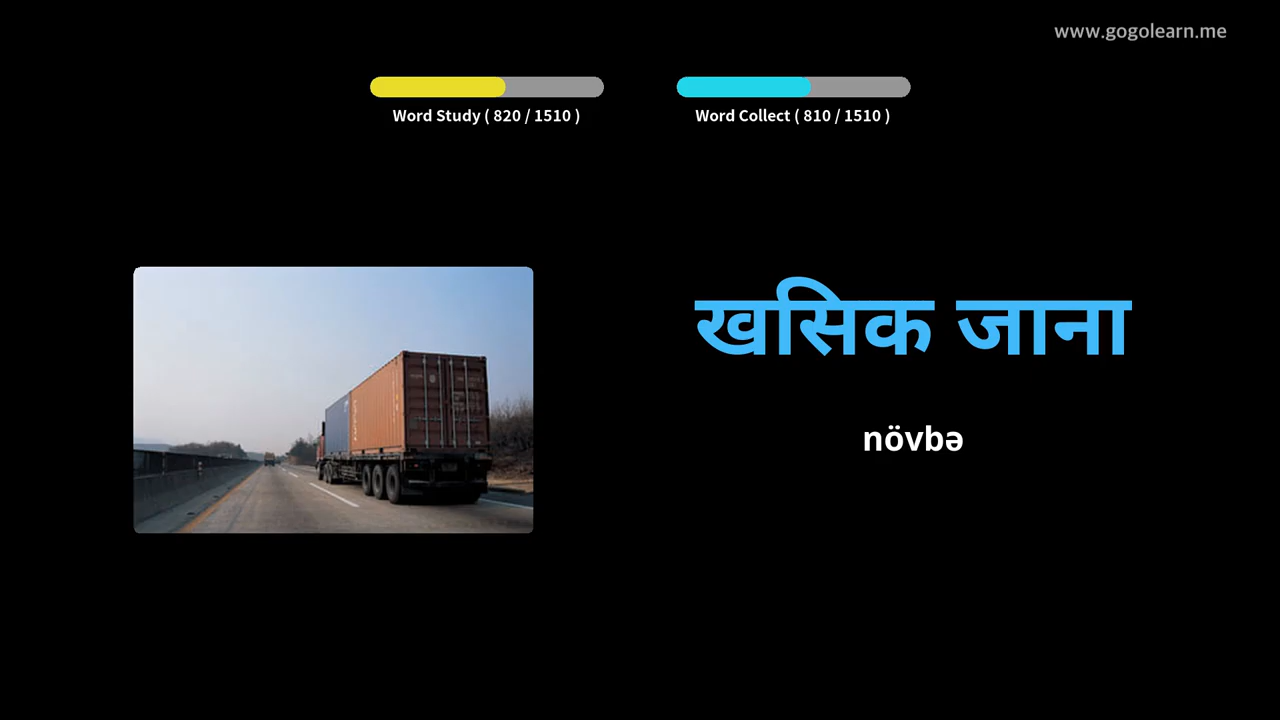 www.gogolearn.me
Word Study ( 820 / 1510 )
Word Collect ( 810 / 1510 )
खसिक जाना
növbə